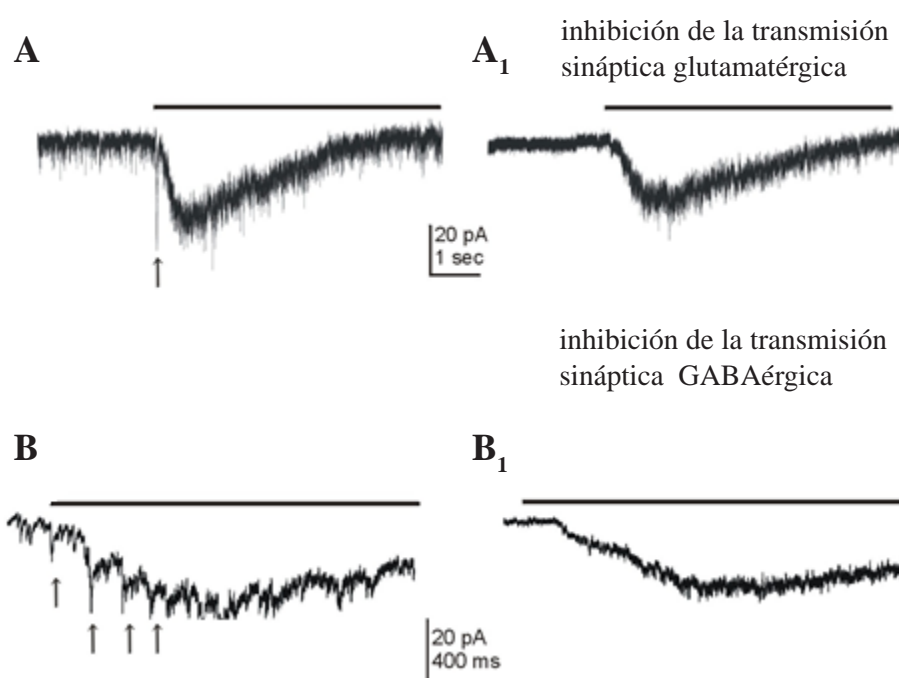 A
A1
inhibición de la transmisión
sináptica glutamatérgica
20 pA
1 sec
inhibición de la transmisión
sináptica GABAérgica
B
B1
20 pA
400 ms